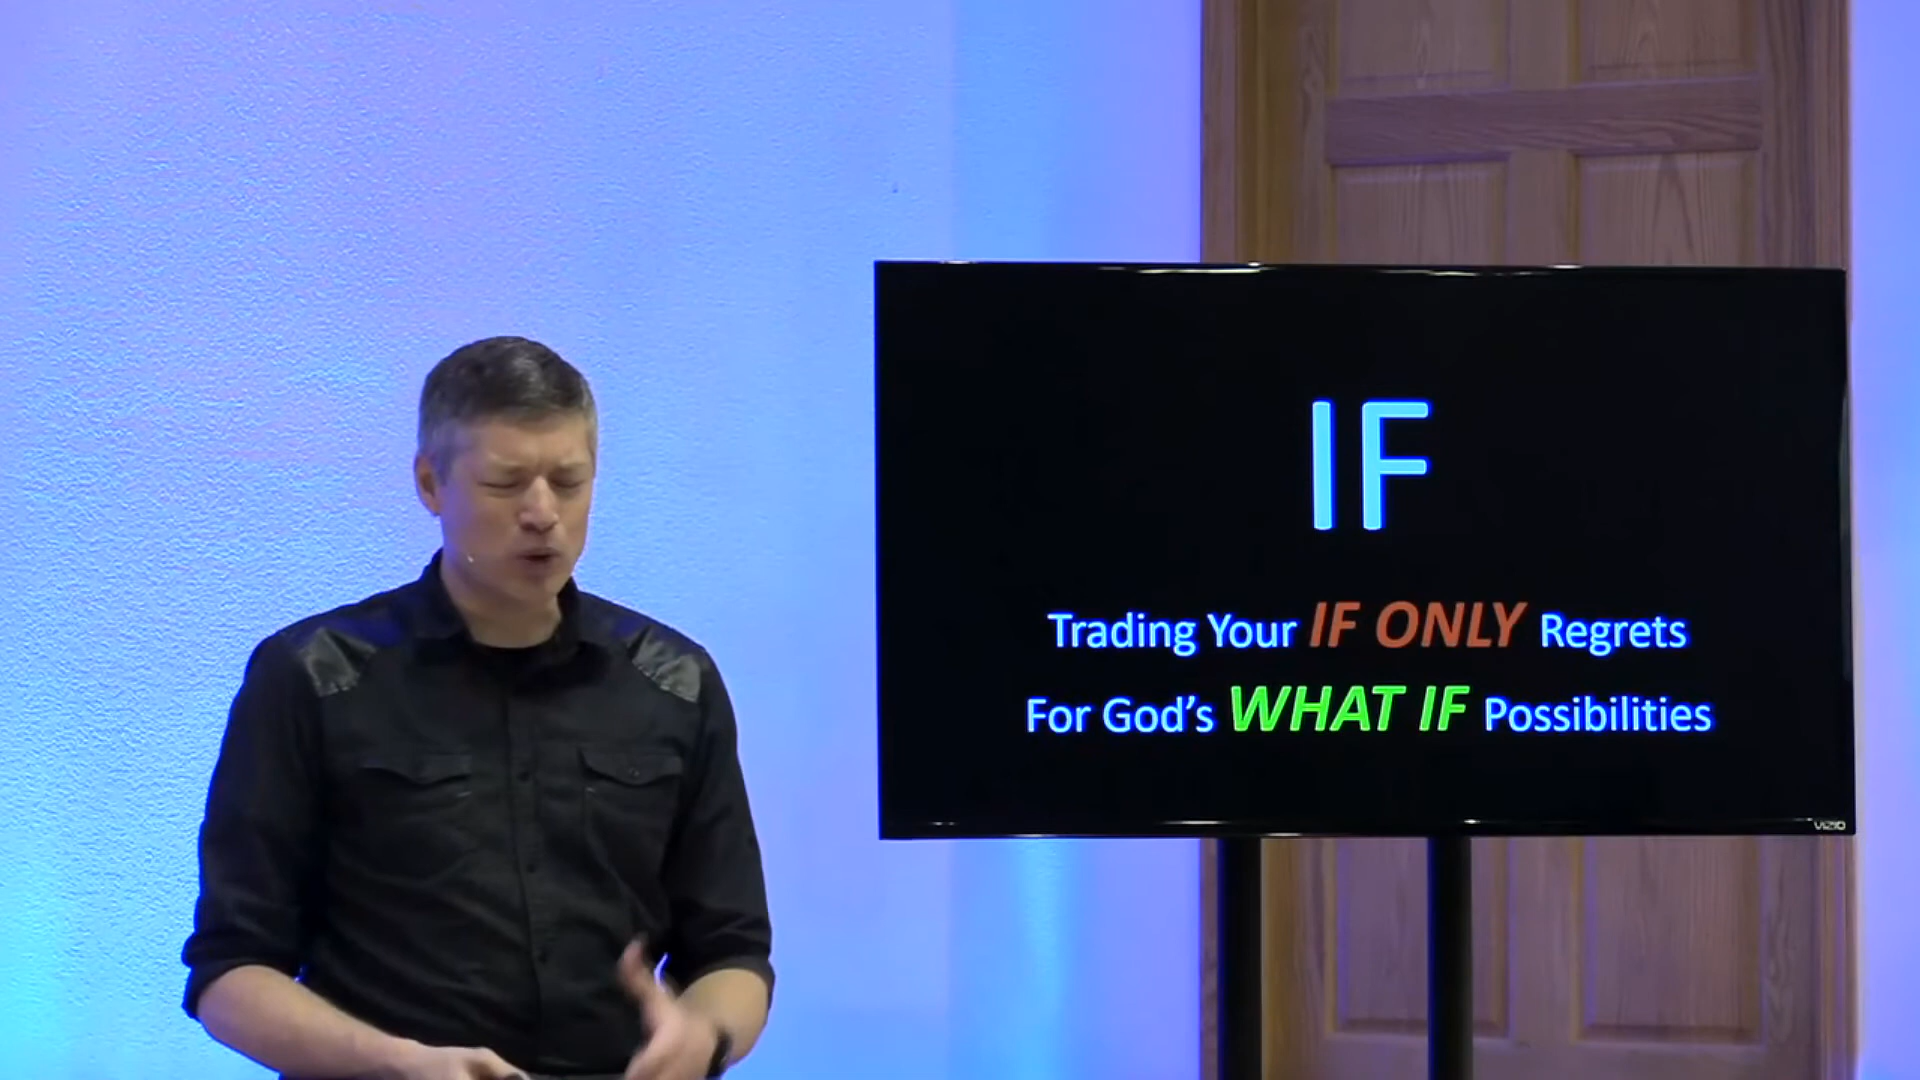 IF
Trading Your IF ONLY Regrets
For God’s WHAT IF Possibilities
VIZIO